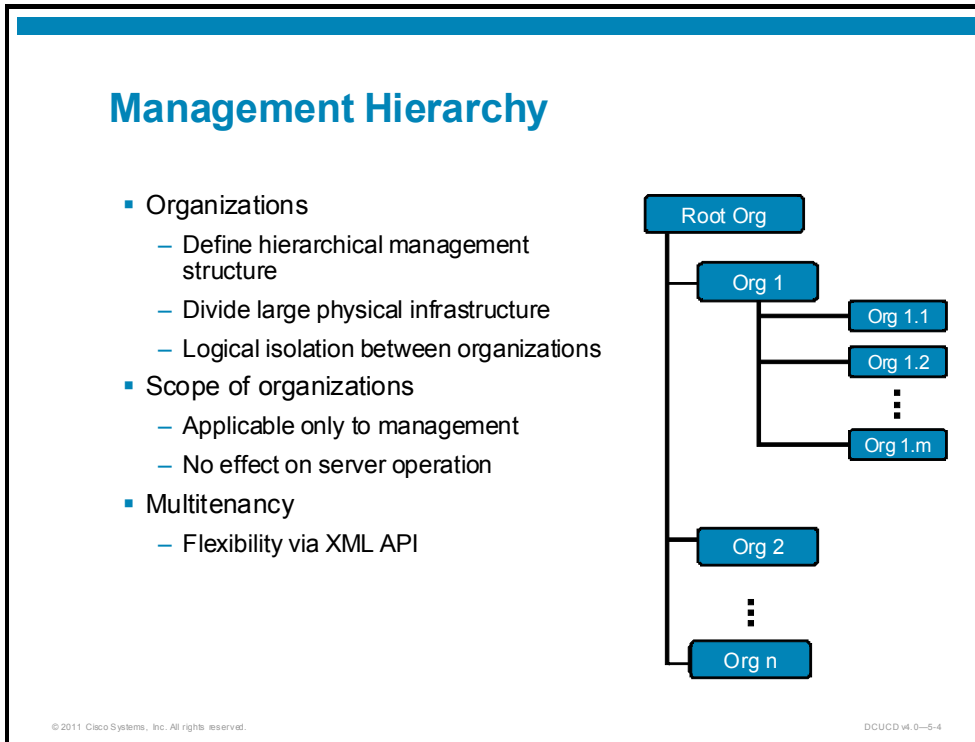 Management Hierarchy
▪ Organizations
– Define hierarchical management
structure
– Divide large physical infrastructure
– Logical isolation between organizations
▪ Scope of organizations
– Applicable only to management
– No effect on server operation
▪ Multitenancy
– Flexibility via XML API
Root Org
Org 1
Org 1.1
Org 1.2
Org 1.m
Org 2
Org n
© 2011 Cisco Systems, Inc. All rights reserved.
DCUCD v4.0—5-4